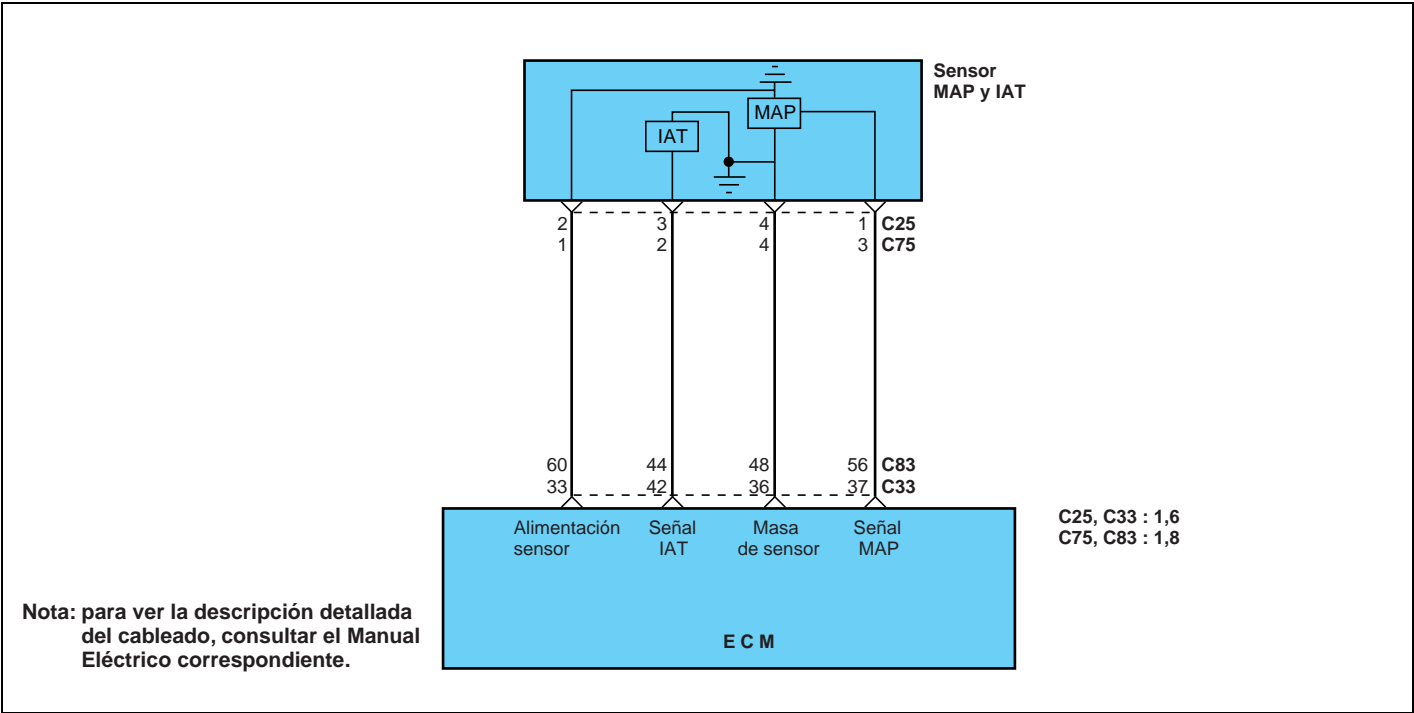 Sensor
MAP y IAT
MAP
IAT
2 3 4 1 C25
1 2 4 3 C75
60 44 48 56 C83
33 42 36 37 C33
Alimentación sensor
Señal IAT
Masa de sensor
Señal MAP
C25, C33 : 1,6
C75, C83 : 1,8
E C M
Nota: para ver la descripción detallada
del cableado, consultar el Manual
Eléctrico correspondiente.